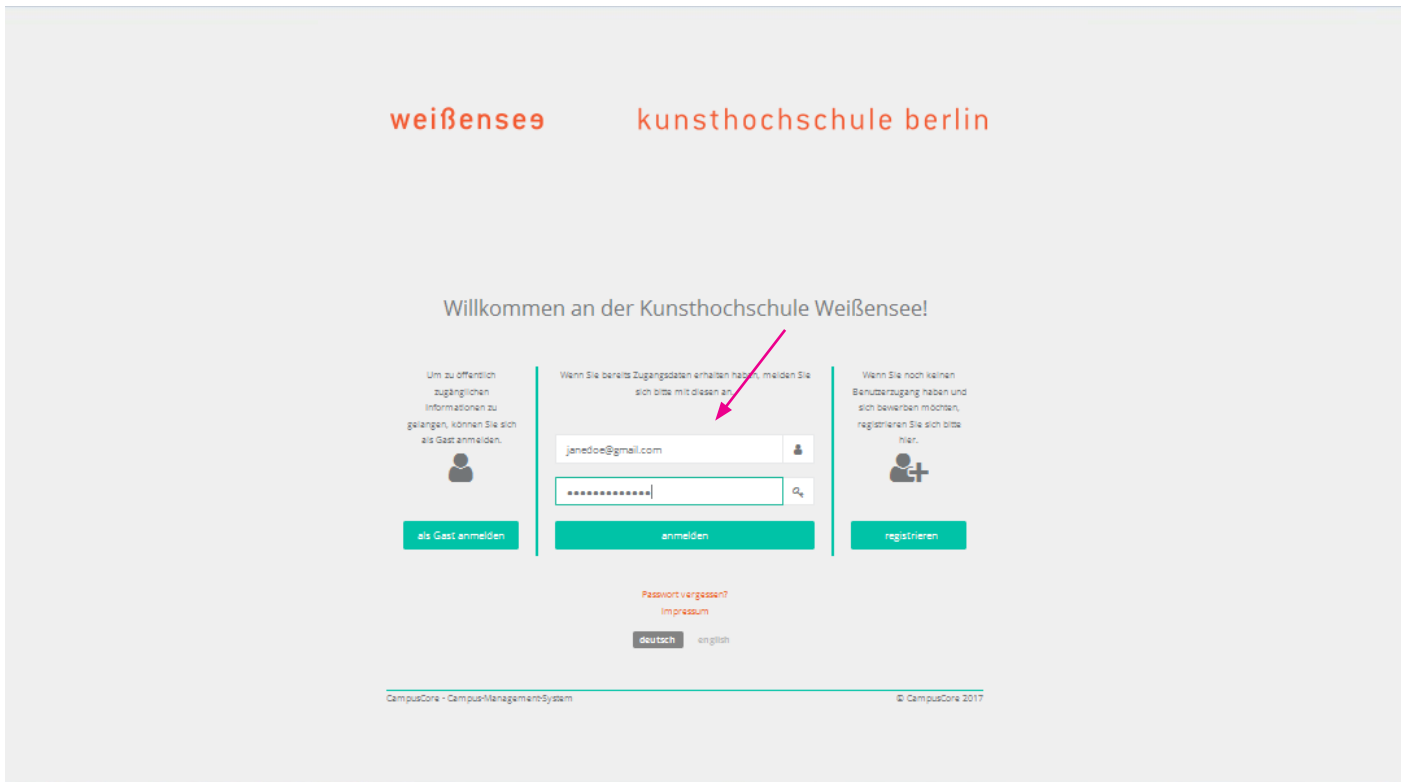 weißensee kunsthochschule berlin
Willkommen an der Kunsthochschule Weißensee!
Um zu öffentlich
zugänglichen
Informationen zu
gelangen, können Sie sich
als Gast anmelden.
als Gast anmelden
Wenn Sie bereits Zugangsdaten erhalten haben, melden Sie
sich bitte mit diesen an.
janedoe@gmail.com
•••••••••••••
anmelden
Wenn Sie noch keinen
Benutzerzugang haben und
sich bewerben möchten,
registrieren Sie sich bitte
hier.
registrieren
Passwort vergessen?
Impressum
deutsch english
CampusCore - Campus-Management-System © CampusCore 2017